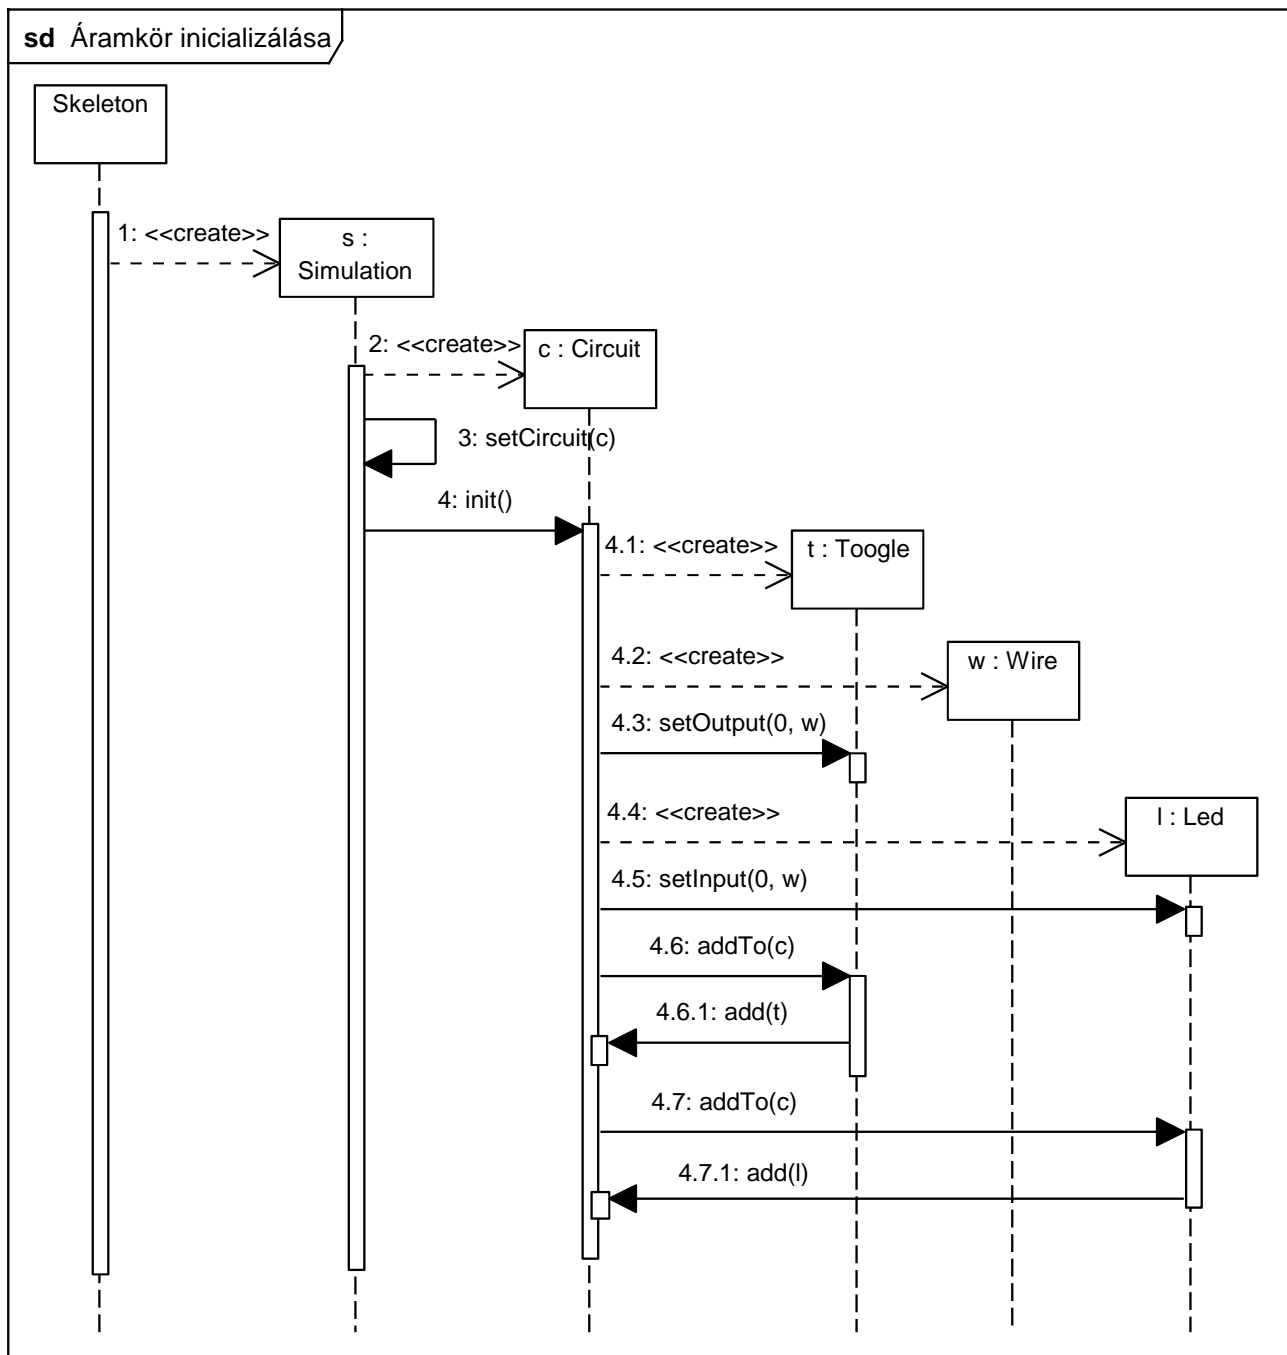 sd Áramkör inicializálása
Skeleton
1: <<create>>
s :
Simulation
2: <<create>>
c : Circuit
3: setCircuit(c)
4: init()
4.1: <<create>>
t : Toogle
4.2: <<create>>
w : Wire
4.3: setOutput(0, w)
4.4: <<create>>
l : Led
4.5: setInput(0, w)
4.6: addTo(c)
4.6.1: add(t)
4.7: addTo(c)
4.7.1: add(l)